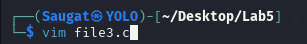 ┌──(Saugat㉿YOLO)-[~/Desktop/Lab5]
└─$ vim file3.c